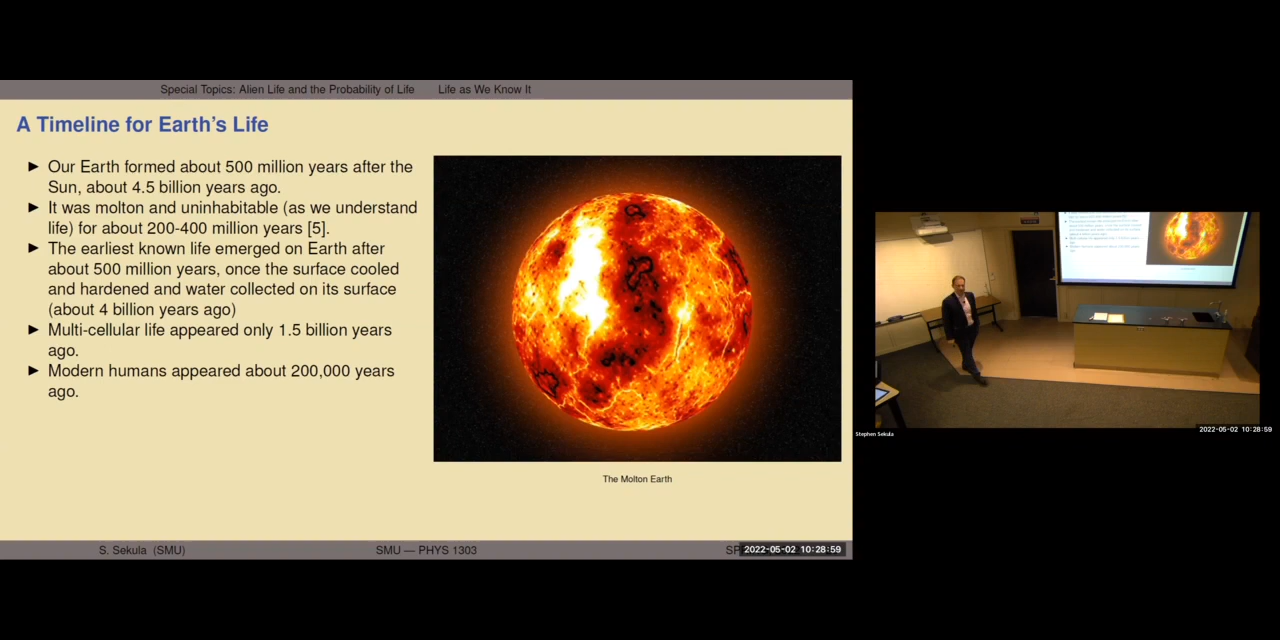 Special Topics: Alien Life and the Probability of Life Life as We Know It
A Timeline for Earth's Life
► Our Earth formed about 500 million years after the
Sun, about 4.5 billion years ago.
► It was molton and uninhabitable (as we understand
life) for about 200-400 million years [5].
► The earliest known life emerged on Earth after
about 500 million years, once the surface cooled
and hardened and water collected on its surface
(about 4 billion years ago)
► Multi-cellular life appeared only 1.5 billion years
ago.
► Modern humans appeared about 200,000 years
ago.
The Molton Earth
S. Sekula (SMU) SMU — PHYS 1303 SP
2022-05-02 10:28:59
Stephen Sekula
2022-05-02 10:28:59